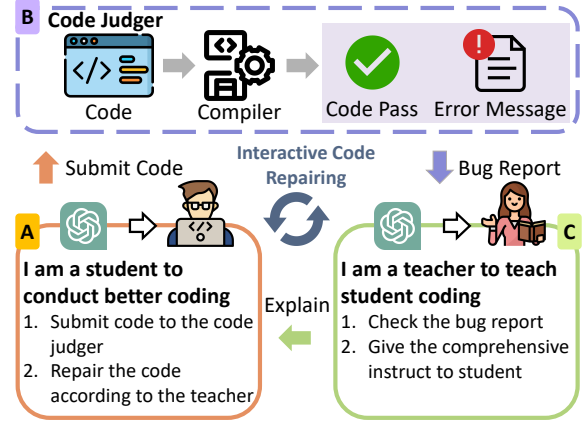 B
Code Judger
</>
<>
!
Code
Compiler
Code Pass
Error Message
Submit Code
Interactive Code
Repairing
Bug Report
A
</>
I am a student to
conduct better coding
1. Submit code to the code
judger
2. Repair the code
according to the teacher
Explain
C
I am a teacher to teach
student coding
1. Check the bug report
2. Give the comprehensive
instruct to student